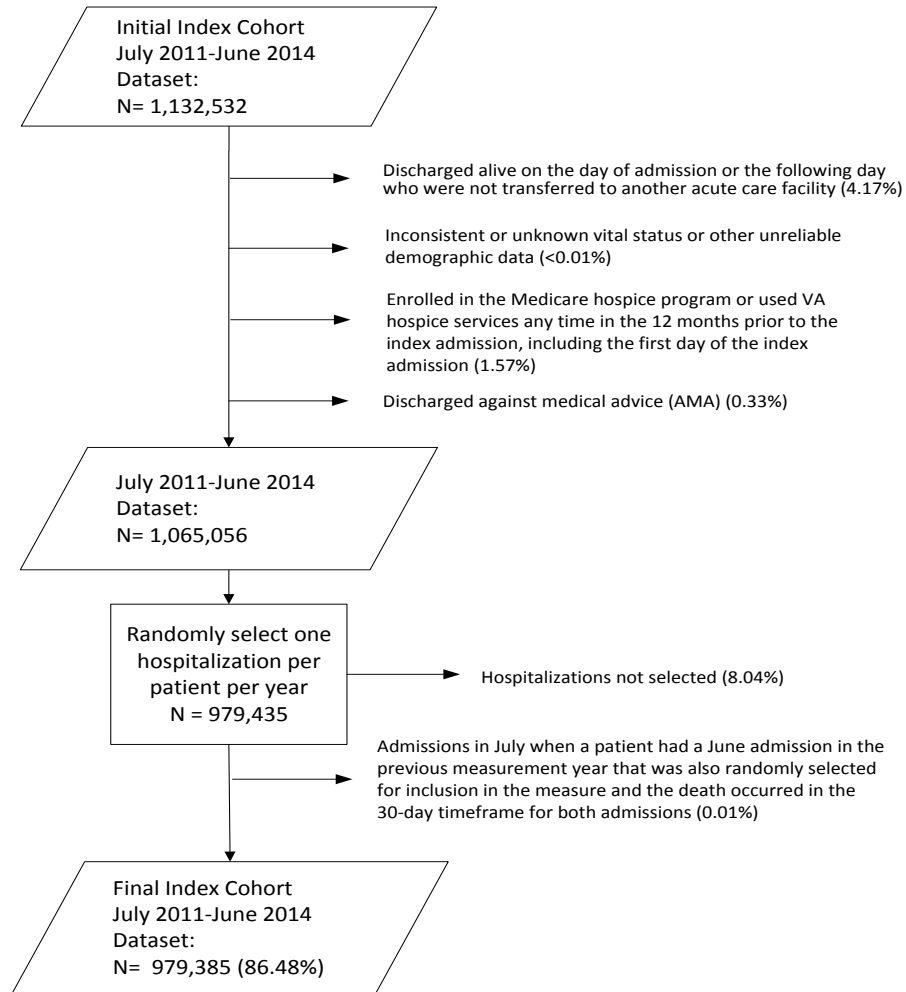 Initial Index Cohort
July 2011-June 2014
Dataset:
N= 1,132,532
Discharged alive on the day of admission or the following day
who were not transferred to another acute care facility (4.17%)
Inconsistent or unknown vital status or other unreliable
demographic data (<0.01%)
Enrolled in the Medicare hospice program or used VA
hospice services any time in the 12 months prior to the
index admission, including the first day of the index
admission (1.57%)
Discharged against medical advice (AMA) (0.33%)
July 2011-June 2014
Dataset:
N= 1,065,056
Randomly select one
hospitalization per
patient per year
N = 979,435
Hospitalizations not selected (8.04%)
Admissions in July when a patient had a June admission in the
previous measurement year that was also randomly selected
for inclusion in the measure and the death occurred in the
30-day timeframe for both admissions (0.01%)
Final Index Cohort
July 2011-June 2014
Dataset:
N= 979,385 (86.48%)